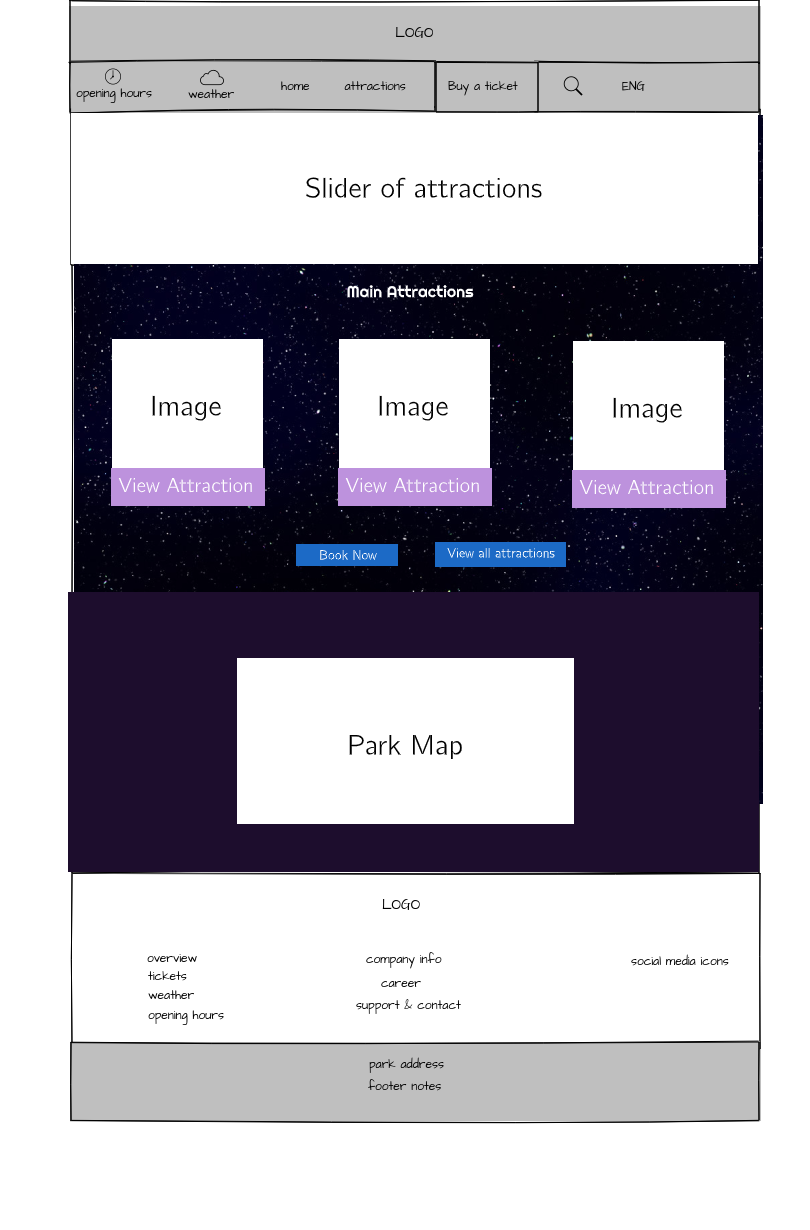 LOGO
opening hours
weather
home
attractions
Buy a ticket
ENG
Slider of attractions
Main Attractions
Image
Image
Image
View Attraction
View Attraction
View Attraction
Book Now
View all attractions
Park Map
LOGO
overview
tickets
weather
opening hours
company info
career
support & contact
social media icons
park address
footer notes